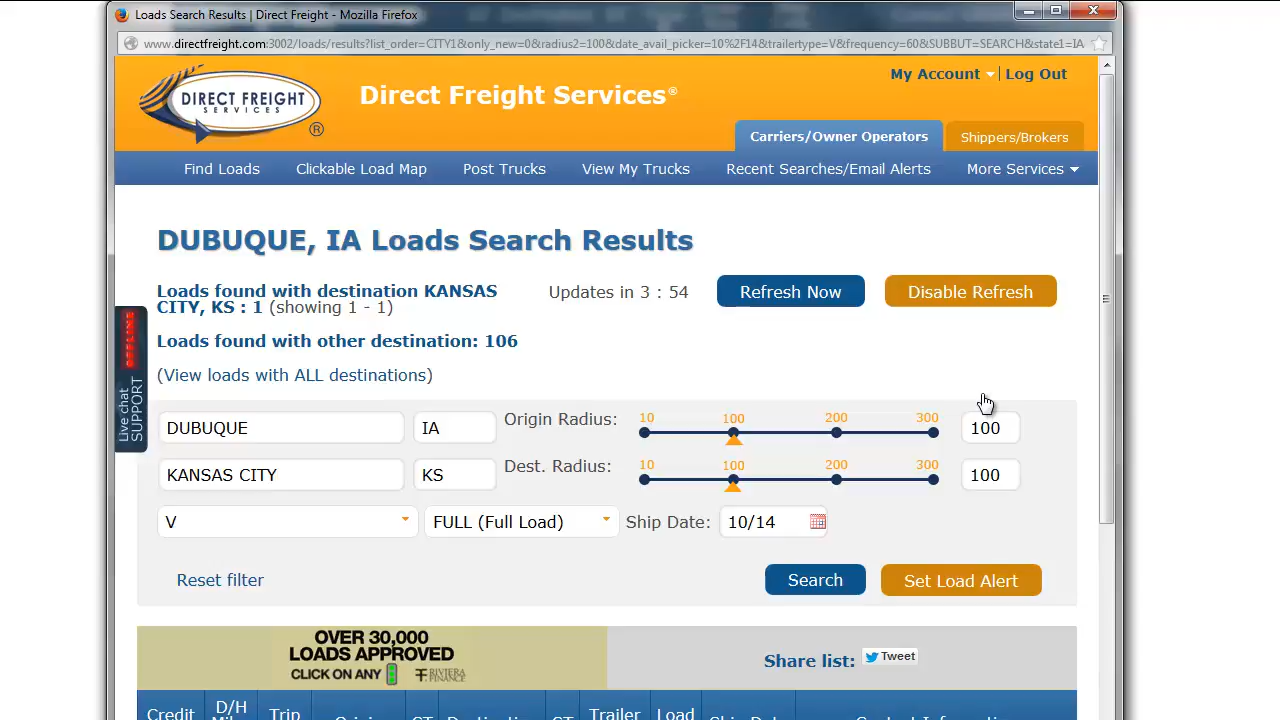 Loads Search Results | Direct Freight - Mozilla Firefox
www.directfreight.com:3002/loads/results?list_order=CITY1&only_new=0&radius2=100&date_avail_picker=10%2F14&trailertype=V&frequency=60&SUBBUT=SEARCH&state1=IA
DIRECT FREIGHT
SERVICES
®
Direct Freight Services®
My Account | Log Out
Carriers/Owner Operators
Shippers/Brokers
Find Loads
Clickable Load Map
Post Trucks
View My Trucks
Recent Searches/Email Alerts
More Services
DUBUQUE, IA Loads Search Results
Loads found with destination KANSAS
CITY, KS : 1 (showing 1 - 1)
Updates in 3 : 54
Refresh Now
Disable Refresh
Loads found with other destination: 106
(View loads with ALL destinations)
Live chat
SUPPORT
OFFLINE
DUBUQUE
IA
Origin Radius:
10 100 200 300
100
KANSAS CITY
KS
Dest. Radius:
10 100 200 300
100
V
FULL (Full Load)
Ship Date:
10/14
Reset filter
Search
Set Load Alert
OVER 30,000
LOADS APPROVED
CLICK ON ANY
RIVIERA
FINANCE
Share list:
Tweet
Credit
D/H
Trip
ST
ST
Trailer
Load